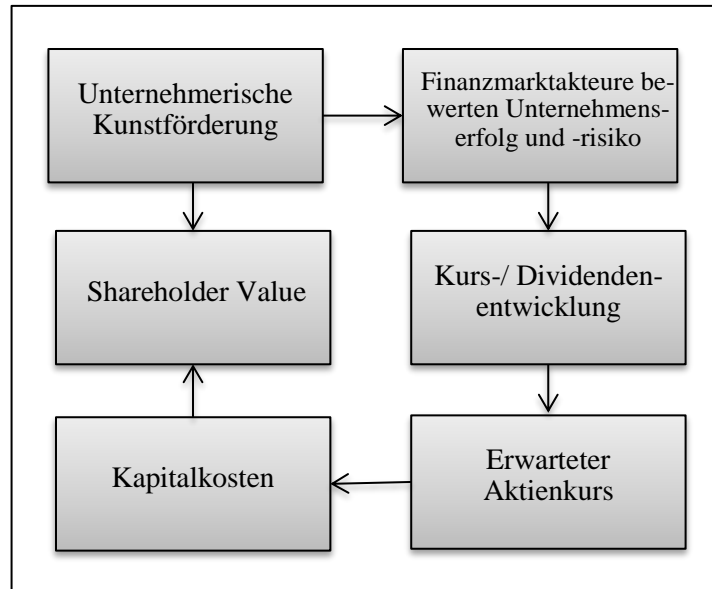 Unternehmerische
Kunstförderung
Finanzmarktakteure be-
werten Unternehmens-
erfolg und -risiko
Shareholder Value
Kurs-/ Dividenden-
entwicklung
Kapitalkosten
Erwarteter
Aktienkurs